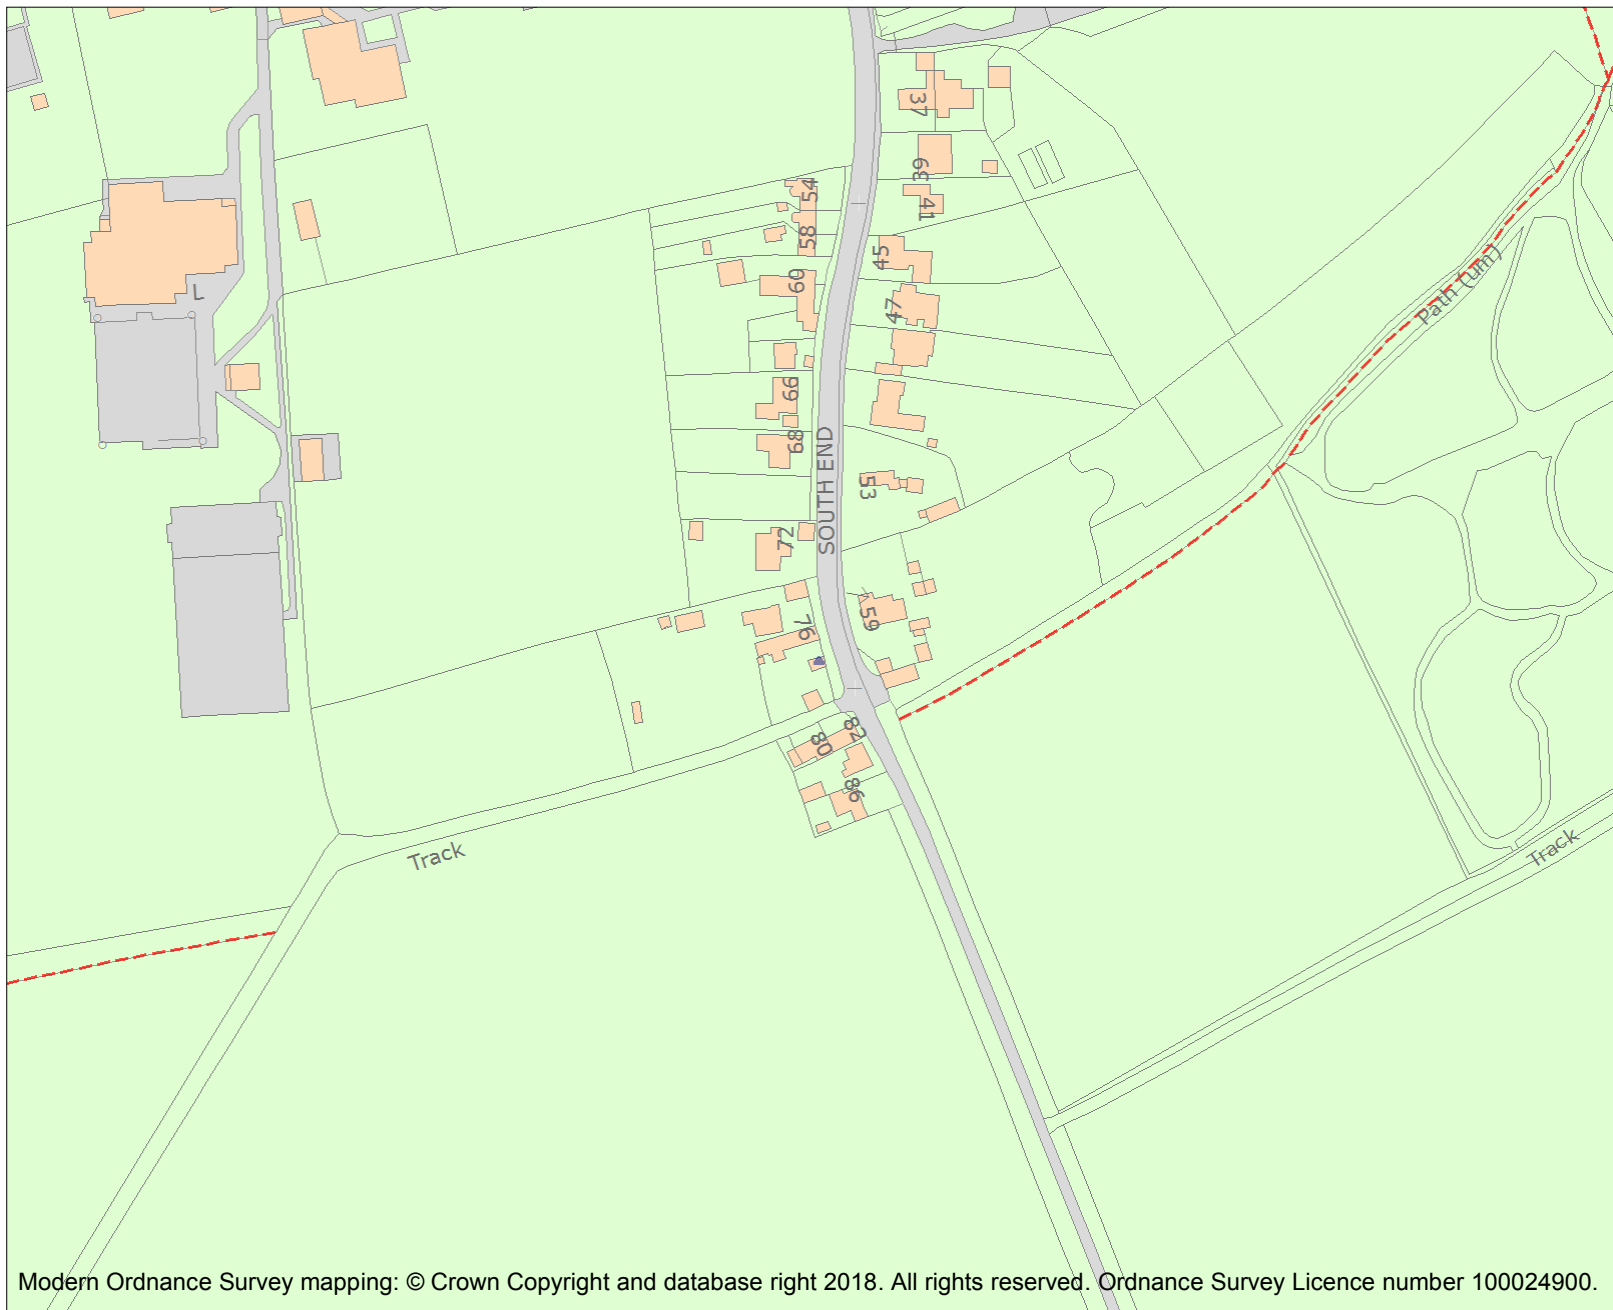 37
63
41
54
58
45
60
47
66
68
53
72
SOUTH END
76
59
82
80
86
L
Path (um)
Track
Track
Modern Ordnance Survey mapping: © Crown Copyright and database right 2018. All rights reserved. Ordnance Survey Licence number 100024900.